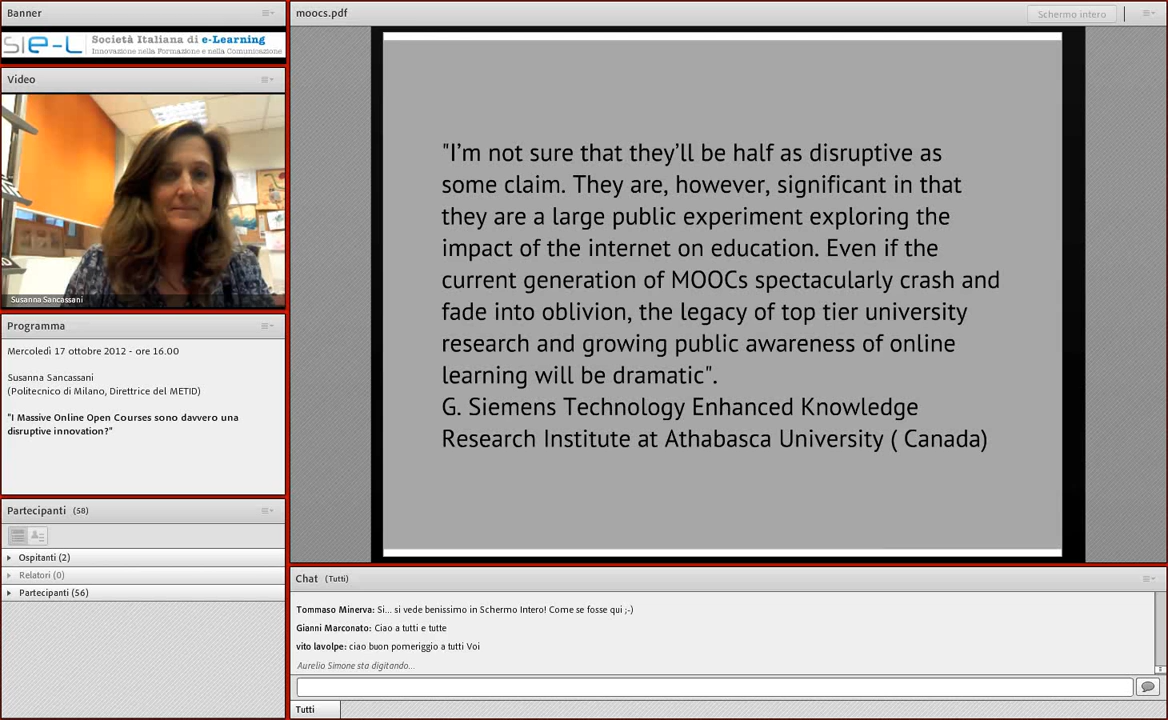 Banner
sie-L Società Italiana di e-Learning
Innovazione nella Formazione e nella Comunicazione
Video
Susanna Sancassani
Programma
Mercoledì 17 ottobre 2012 - ore 16.00
Susanna Sancassani
(Politecnico di Milano, Direttrice del METID)
"I Massive Online Open Courses sono davvero una
disruptive innovation?"
Partecipanti (58)
Ospitanti (2)
Relatori (0)
Partecipanti (56)
moocs.pdf
Schermo intero
"I'm not sure that they'll be half as disruptive as
some claim. They are, however, significant in that
they are a large public experiment exploring the
impact of the internet on education. Even if the
current generation of MOOCs spectacularly crash and
fade into oblivion, the legacy of top tier university
research and growing public awareness of online
learning will be dramatic".
G. Siemens Technology Enhanced Knowledge
Research Institute at Athabasca University ( Canada)
Chat (Tutti)
Tommaso Minerva: Si... si vede benissimo in Schermo Intero! Come se fosse qui ;-)
Gianni Marconato: Ciao a tutti e tutte
vito lavolpe: ciao buon pomeriggio a tutti Voi
Aurelio Simone sta digitando...
Tutti